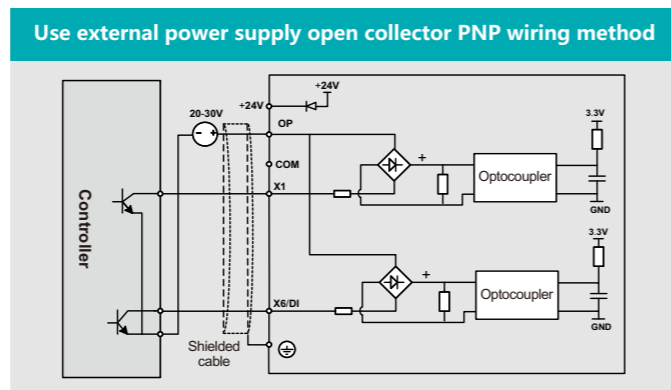 Use external power supply open collector PNP wiring method
+24V
+24V
20-30V
OP
3.3V
COM
+
Optocoupler
X1
GND
Controller
3.3V
+
Optocoupler
X6/DI
GND
Shielded
cable